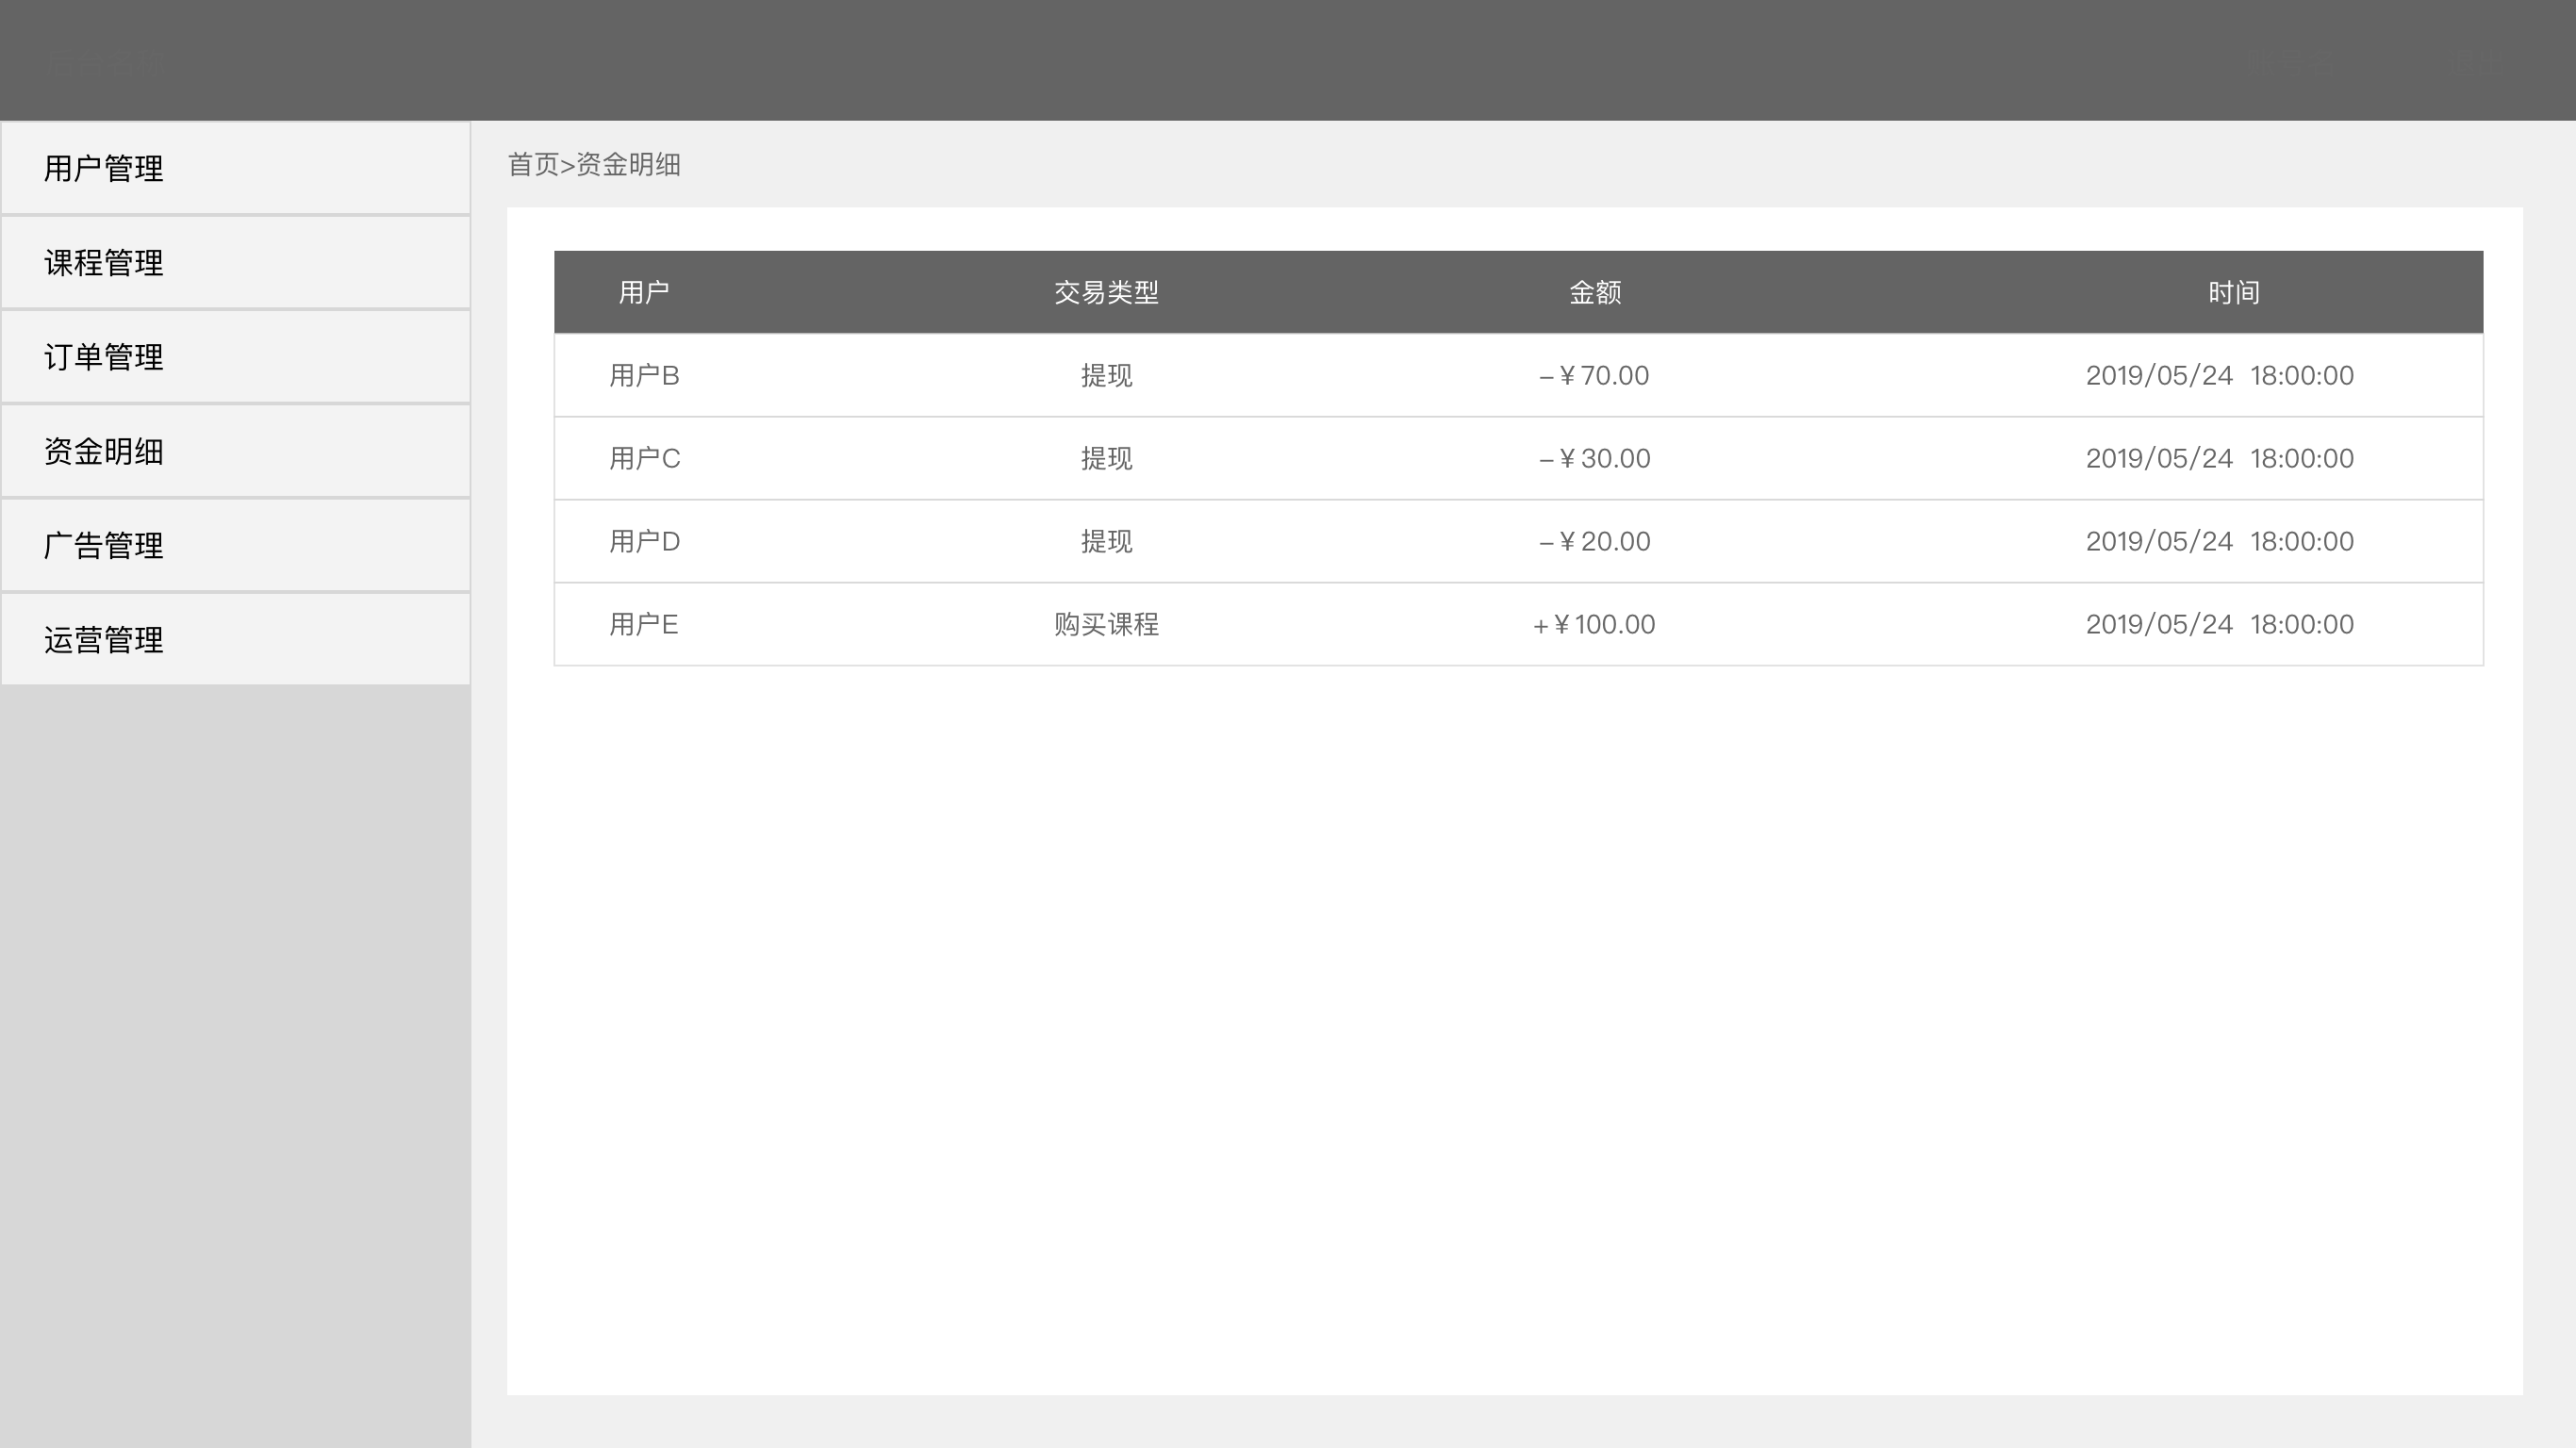 用户管理
课程管理
订单管理
资金明细
广告管理
运营管理
首页>资金明细
用户 交易类型 金额 时间
用户B 提现 -¥70.00 2019/05/24 18:00:00
用户C 提现 -¥30.00 2019/05/24 18:00:00
用户D 提现 -¥20.00 2019/05/24 18:00:00
用户E 购买课程 +¥100.00 2019/05/24 18:00:00